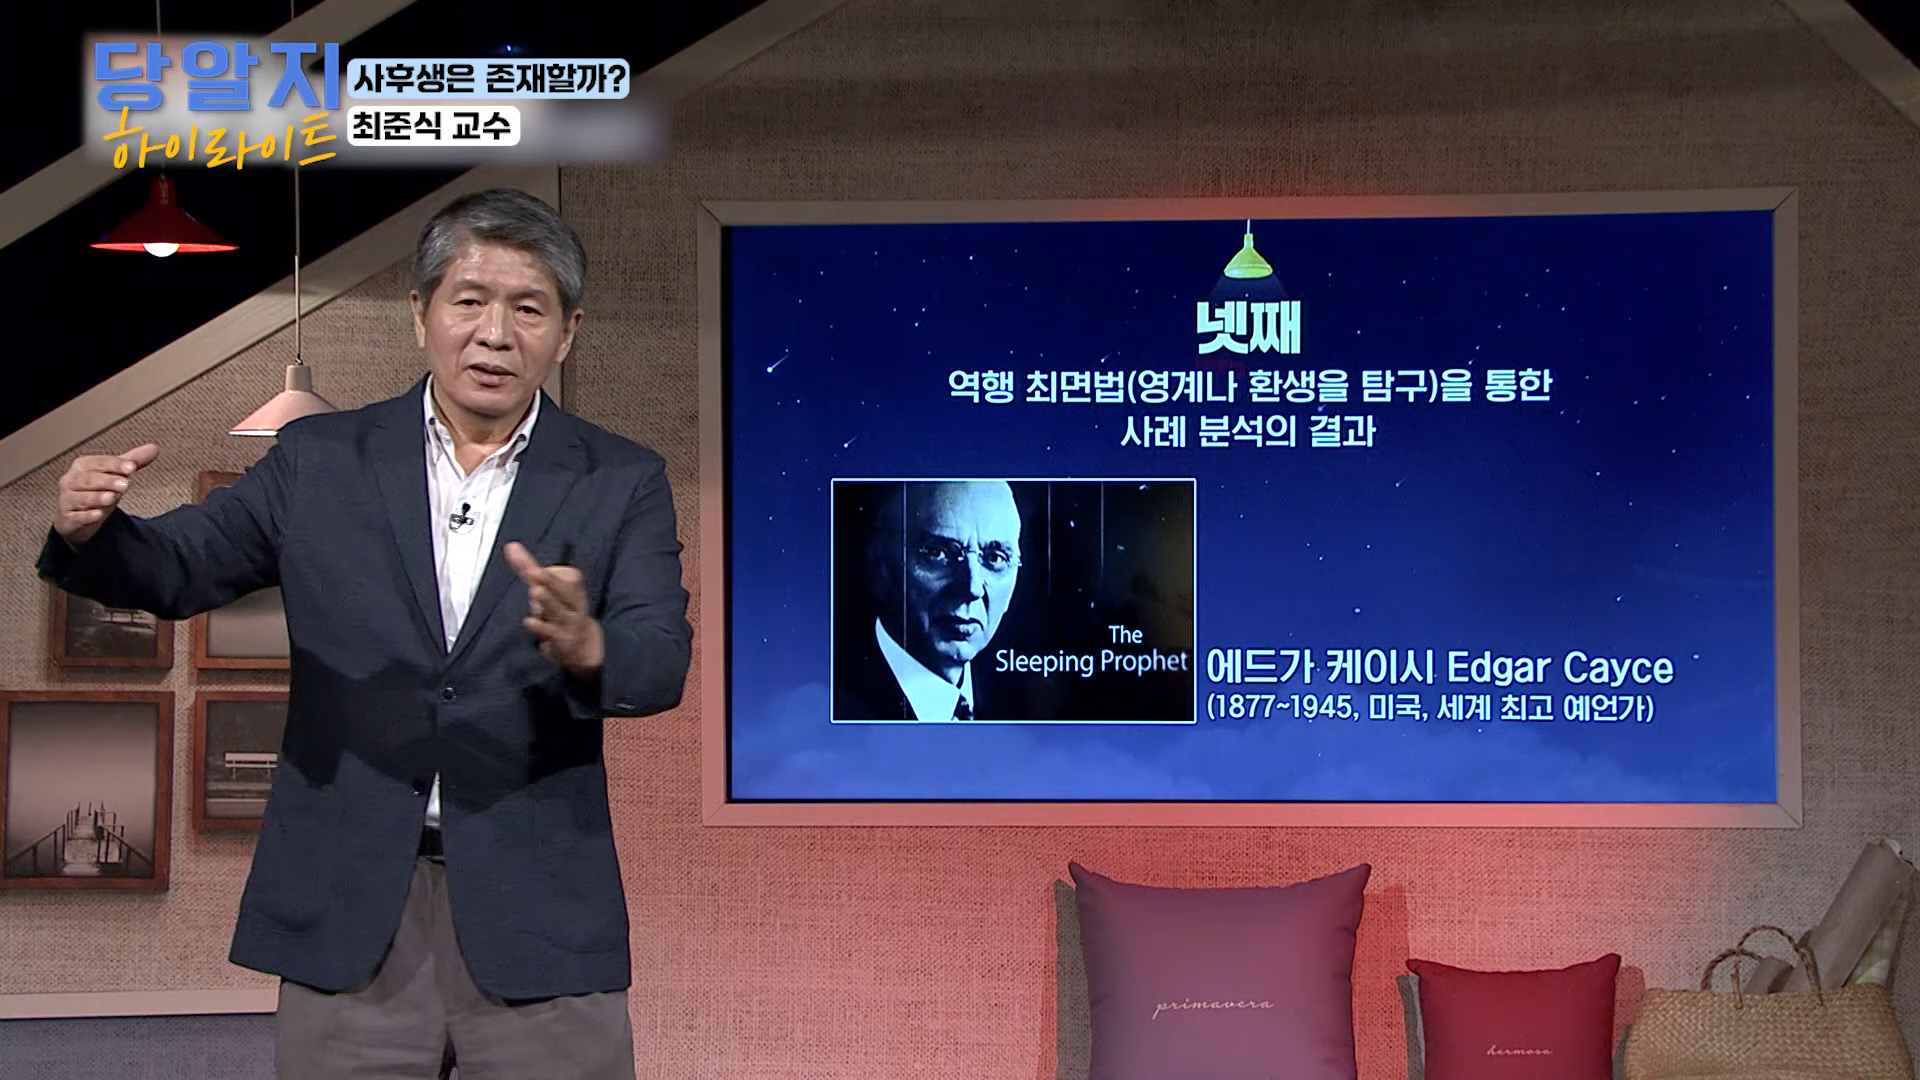 당알지
하이라이트
사후생은 존재할까?
최준식 교수
넷째
역행 최면법(영계나 환생을 탐구)을 통한
사례 분석의 결과
The
Sleeping Prophet
에드가 케이시 Edgar Cayce
(1877~1945, 미국, 세계 최고 예언가)
primavera
hermosa